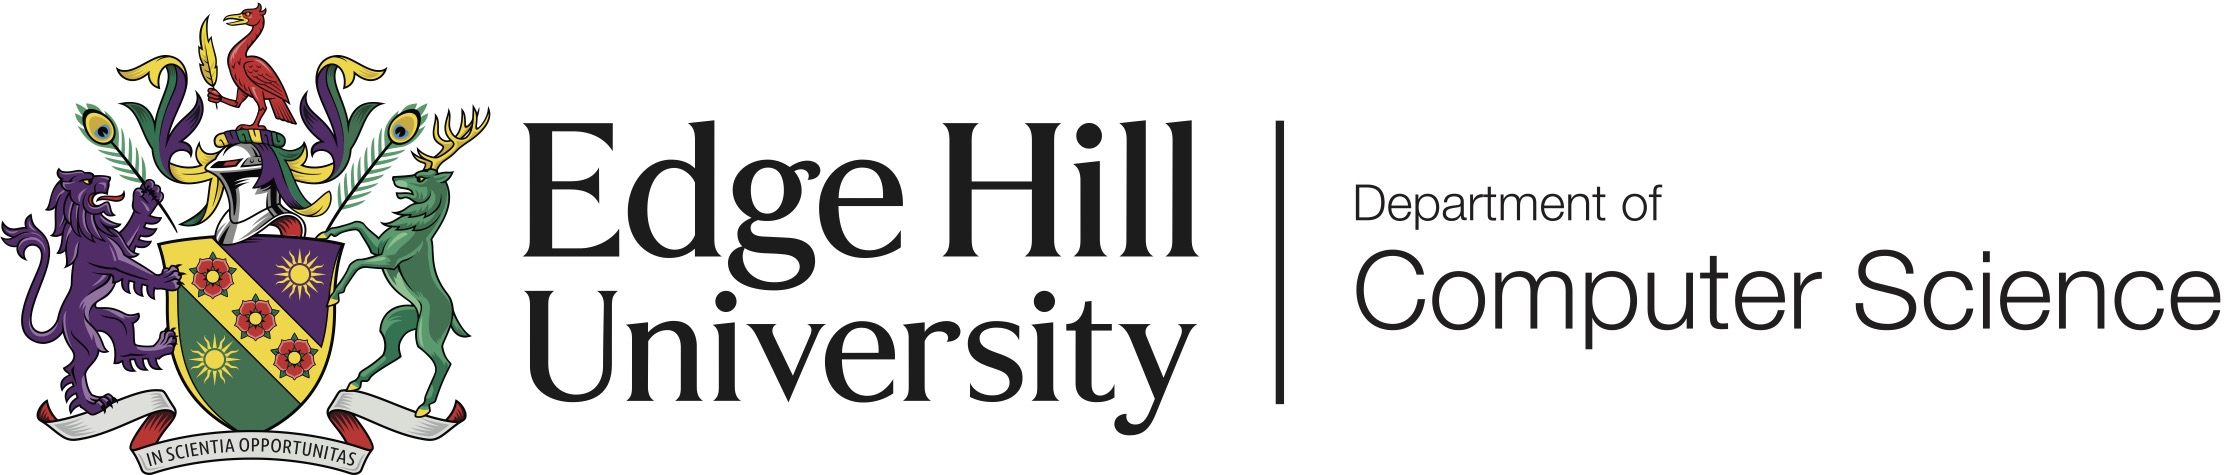 IN SCIENTIA OPPORTUNITAS
Edge Hill
University
Department of
Computer Science